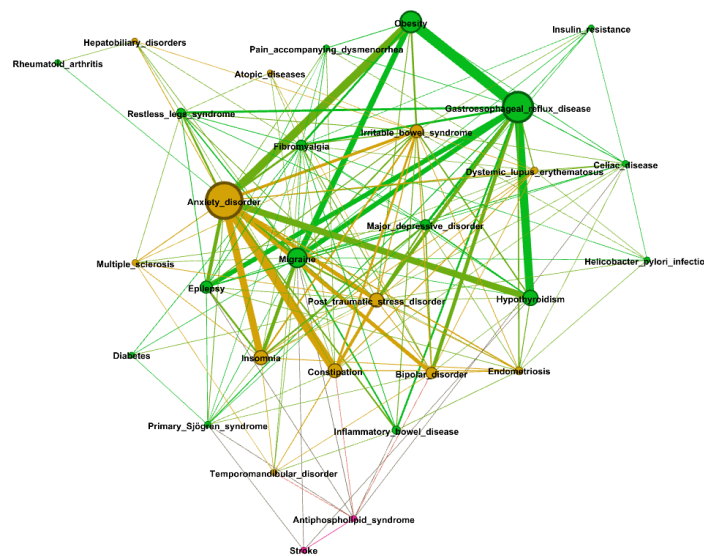 Obesity
Insulin_resistance
Hepatobiliary_disorders
Pain_accompanying_dysmenorrhea
Rheumatoid_arthritis
Atopic_diseases
Gastroesophageal_reflux_disease
Restless_legs_syndrome
Irritable_bowel_syndrome
Fibromyalgia
Celiac_disease
Dystemic_lupus_erythematosus
Anxiety_disorder
Major_depressive_disorder
Migraine
Multiple_sclerosis
Helicobacter_pylori_infection
Epilepsy
Post_traumatic_stress_disorder
Hypothyroidism
Diabetes
Insomnia
Constipation
Bipolar_disorder
Endometriosis
Primary_Sjögren_syndrome
Inflammatory_bowel_disease
Temporomandibular_disorder
Antiphospholipid_syndrome
Stroke